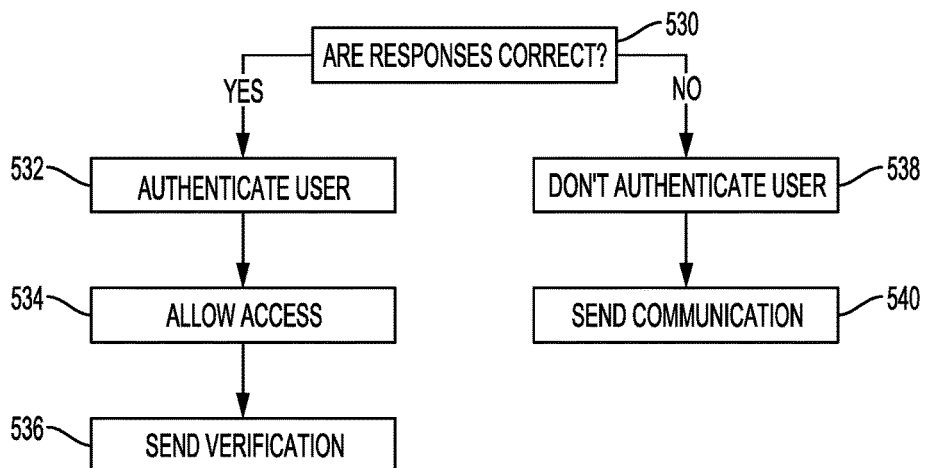 530
ARE RESPONSES CORRECT?
YES
NO
532
AUTHENTICATE USER
DON'T AUTHENTICATE USER
538
534
ALLOW ACCESS
SEND COMMUNICATION
540
536
SEND VERIFICATION